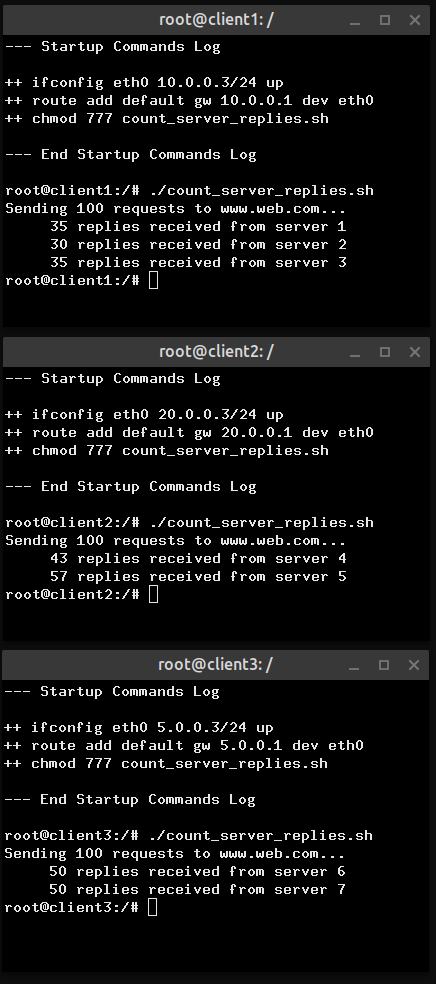 root@client1: /
--- Startup Commands Log
++ ifconfig eth0 10.0.0.3/24 up
++ route add default gw 10.0.0.1 dev eth0
++ chmod 777 count_server_replies.sh
--- End Startup Commands Log
root@client1:/# ./count_server_replies.sh
Sending 100 requests to www.web.com...
     35 replies received from server 1
     30 replies received from server 2
     35 replies received from server 3
root@client1:/#
root@client2: /
--- Startup Commands Log
++ ifconfig eth0 20.0.0.3/24 up
++ route add default gw 20.0.0.1 dev eth0
++ chmod 777 count_server_replies.sh
--- End Startup Commands Log
root@client2:/# ./count_server_replies.sh
Sending 100 requests to www.web.com...
     43 replies received from server 4
     57 replies received from server 5
root@client2:/#
root@client3: /
--- Startup Commands Log
++ ifconfig eth0 5.0.0.3/24 up
++ route add default gw 5.0.0.1 dev eth0
++ chmod 777 count_server_replies.sh
--- End Startup Commands Log
root@client3:/# ./count_server_replies.sh
Sending 100 requests to www.web.com...
     50 replies received from server 6
     50 replies received from server 7
root@client3:/#